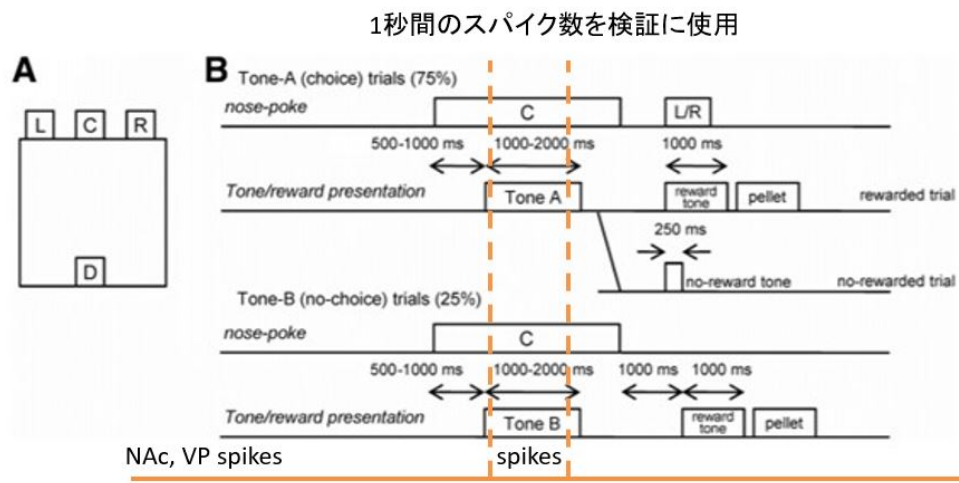 1秒間のスパイク数を検証に使用
A
L C R
D
B
Tone-A (choice) trials (75%)
nose-poke
C
L/R
500-1000 ms
1000-2000 ms
1000 ms
Tone/reward presentation
Tone A
reward
tone
pellet
rewarded trial
250 ms
no-reward tone
no-rewarded trial
Tone-B (no-choice) trials (25%)
nose-poke
C
500-1000 ms
1000-2000 ms
1000 ms
1000 ms
Tone/reward presentation
Tone B
reward
tone
pellet
NAc, VP spikes
spikes